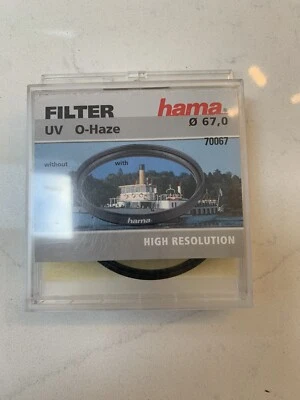 FILTER hama®
UV O-Haze Ø 67,0
70067
without with
hama
HIGH RESOLUTION